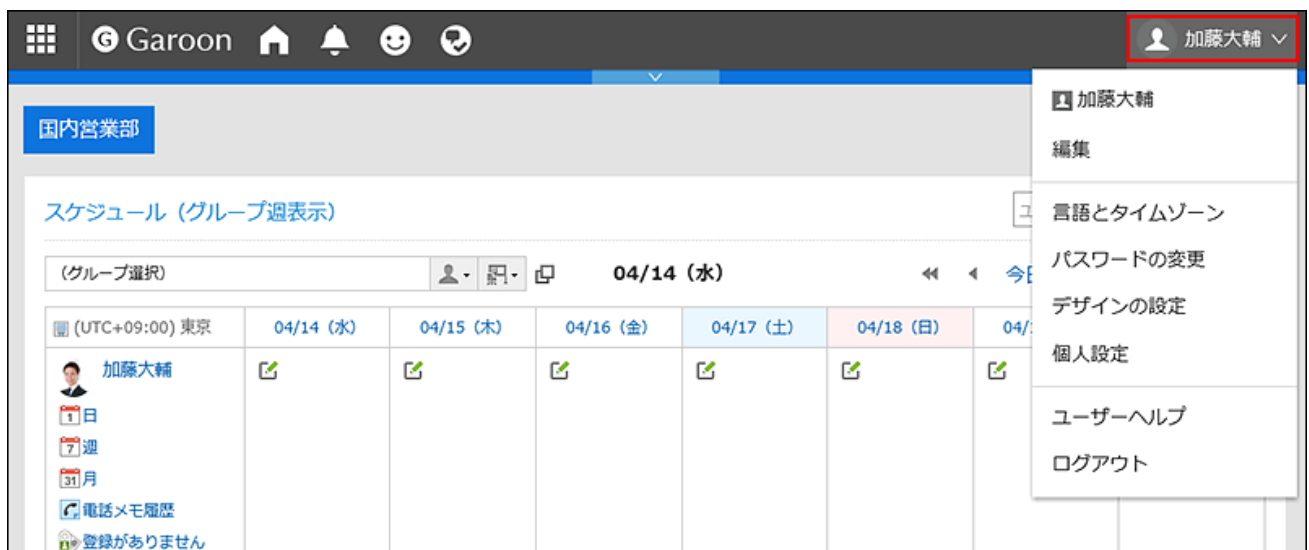 Garoon
加藤大輔
加藤大輔
編集
国内営業部
言語とタイムゾーン
パスワードの変更
デザインの設定
個人設定
ユーザーヘルプ
ログアウト
スケジュール（グループ週表示）
（グループ選択）
04/14（水）
今日
(UTC+09:00) 東京 04/14（水） 04/15（木） 04/16（金） 04/17（土） 04/18（日） 04/
加藤大輔
1 日
7 週
31 月
電話メモ履歴
登録がありません